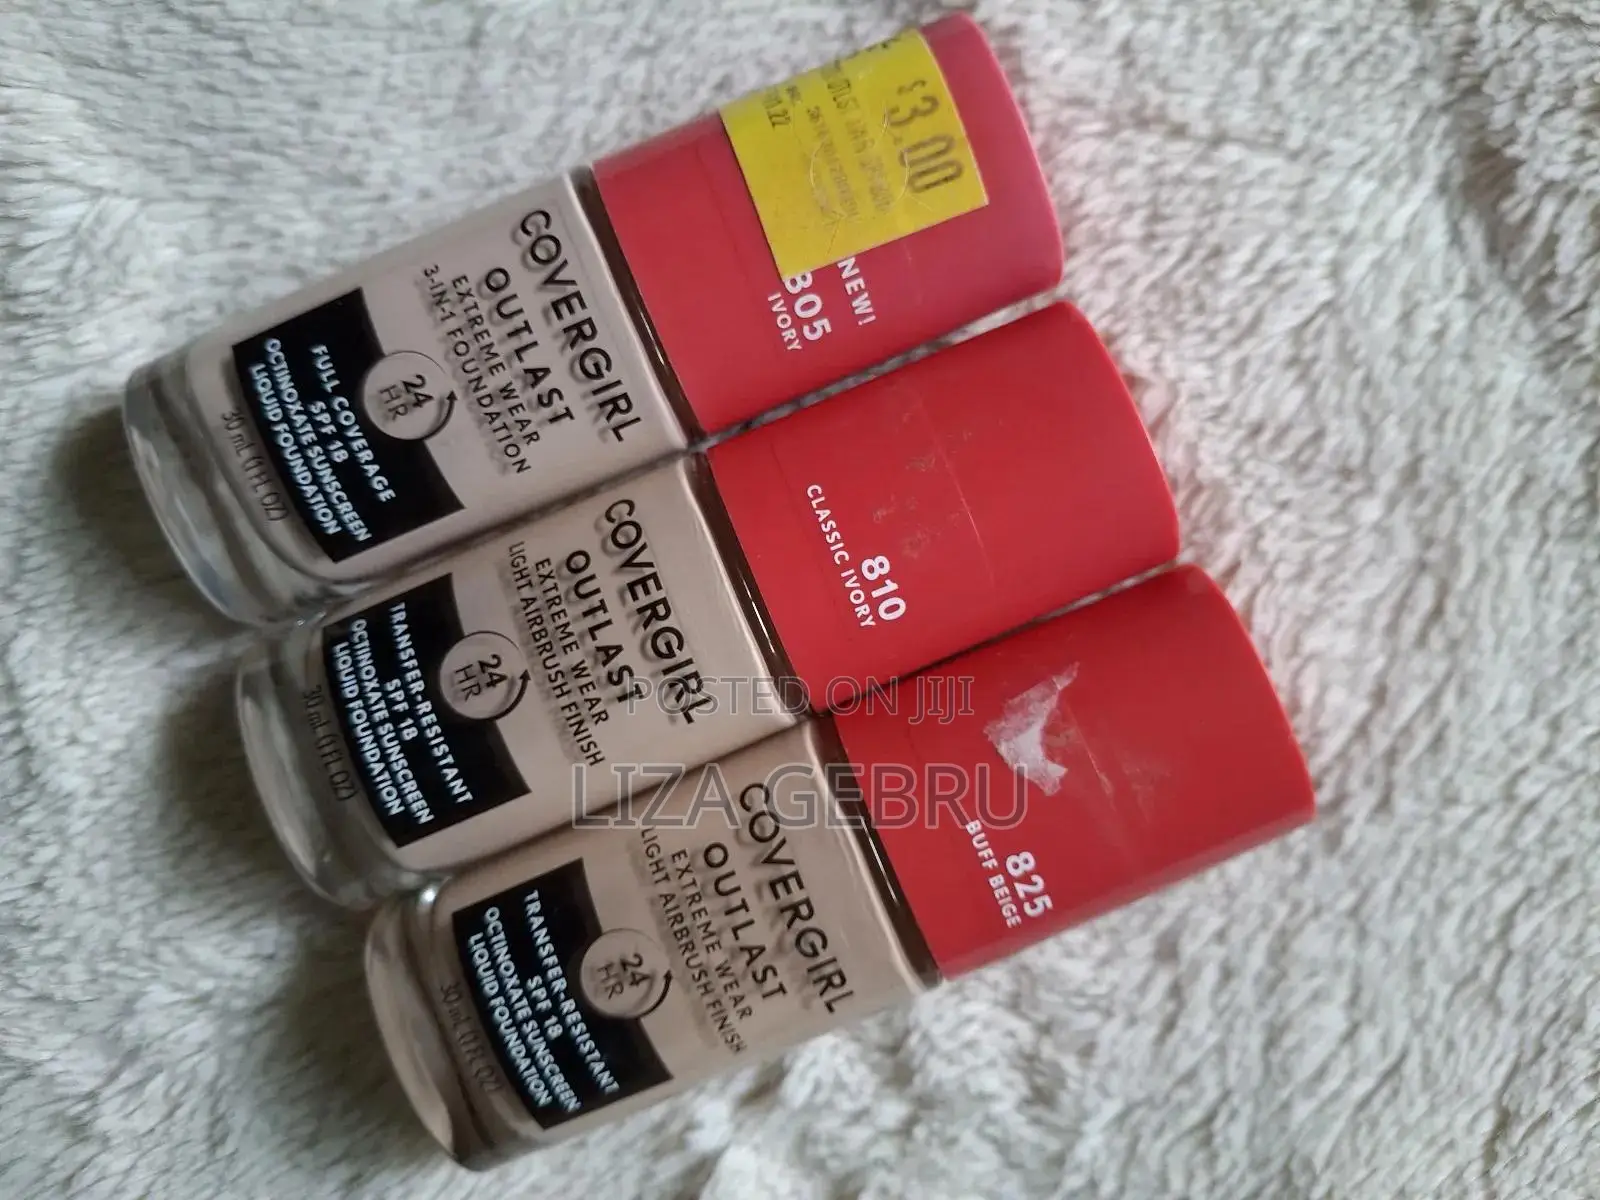 $3.00
NEW!
805
IVORY
COVERGIRL
OUTLAST
EXTREME WEAR
3-IN-1 FOUNDATION
24
HR
FULL COVERAGE
SPF 18
OCTINOXATE SUNSCREEN
LIQUID FOUNDATION
30 mL (1 FL OZ)
810
CLASSIC IVORY
COVERGIRL
OUTLAST
EXTREME WEAR
LIGHT AIRBRUSH FINISH
24
HR
TRANSFER-RESISTANT
SPF 18
OCTINOXATE SUNSCREEN
LIQUID FOUNDATION
30 mL (1 FL OZ)
825
BUFF BEIGE
COVERGIRL
OUTLAST
EXTREME WEAR
LIGHT AIRBRUSH FINISH
24
HR
TRANSFER-RESISTANT
SPF 18
OCTINOXATE SUNSCREEN
LIQUID FOUNDATION
30 mL (1 FL OZ)
POSTED ON JIJI
LIZA GEBRU